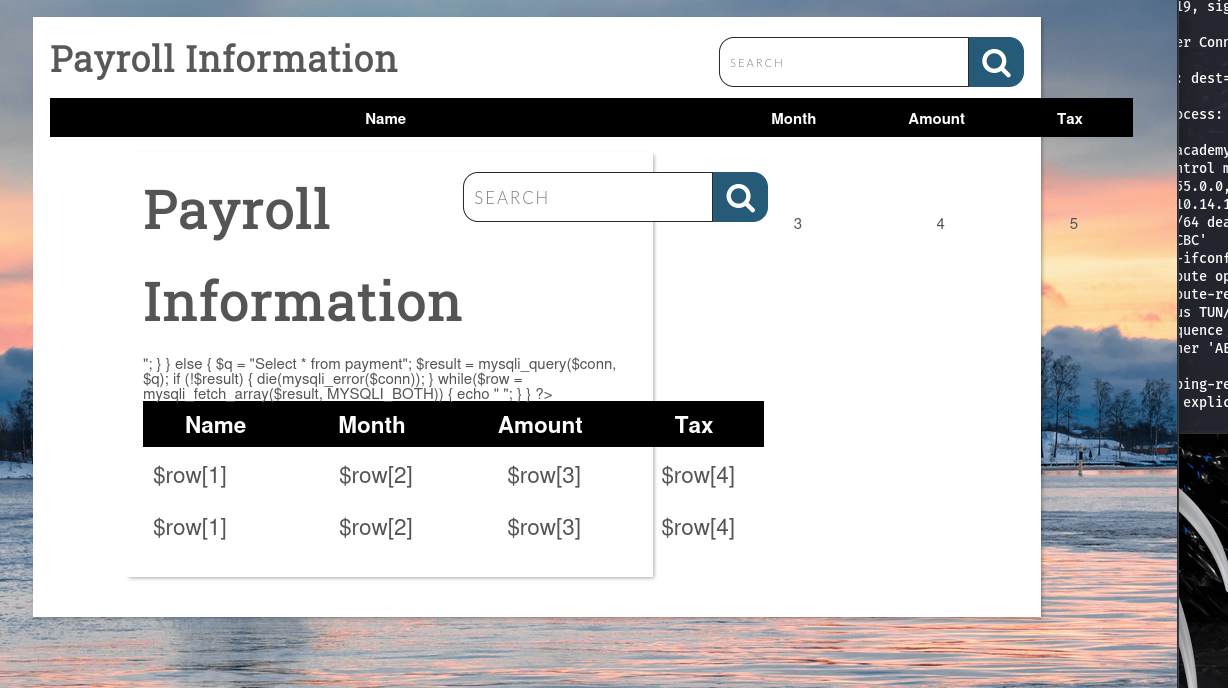 Payroll Information
SEARCH
Name Month Amount Tax
Payroll
Information
SEARCH
3 4 5
"; } } else { $q = "Select * from payment"; $result = mysqli_query($conn,
$q); if (!$result) { die(mysqli_error($conn)); } while($row =
mysqli_fetch_array($result, MYSQLI_BOTH)) { echo " "; } } ?>
Name Month Amount Tax
$row[1] $row[2] $row[3] $row[4]
$row[1] $row[2] $row[3] $row[4]
19, sig
er Conn
: dest=
ocess:
academy
ntrol m
55.0.0,
10.14.1
/64 dea
CBC'
-ifconf
oute op
oute-re
us TUN/
quence
her 'AE
ping-re
explic